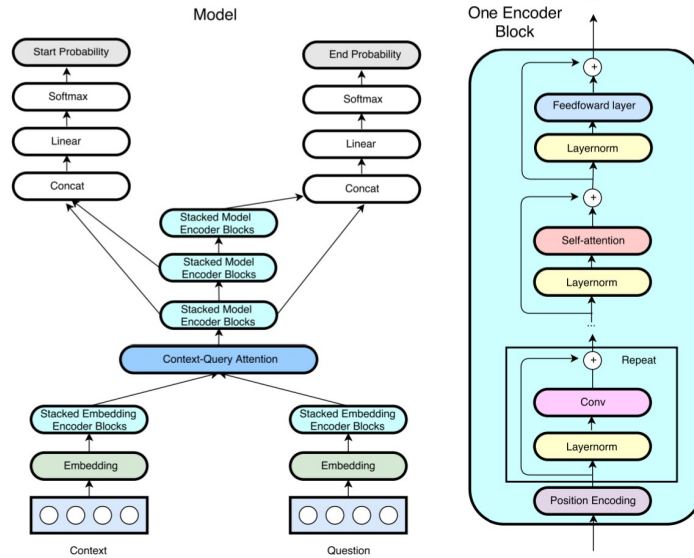 Model
Start Probability
Softmax
Linear
Concat
End Probability
Softmax
Linear
Concat
Stacked Model
Encoder Blocks
Stacked Model
Encoder Blocks
Stacked Model
Encoder Blocks
Context-Query Attention
Stacked Embedding
Encoder Blocks
Stacked Embedding
Encoder Blocks
Embedding
Embedding
Context
Question
One Encoder
Block
Feedfoward layer
Layernorm
Self-attention
Layernorm
...
Repeat
Conv
Layernorm
Position Encoding